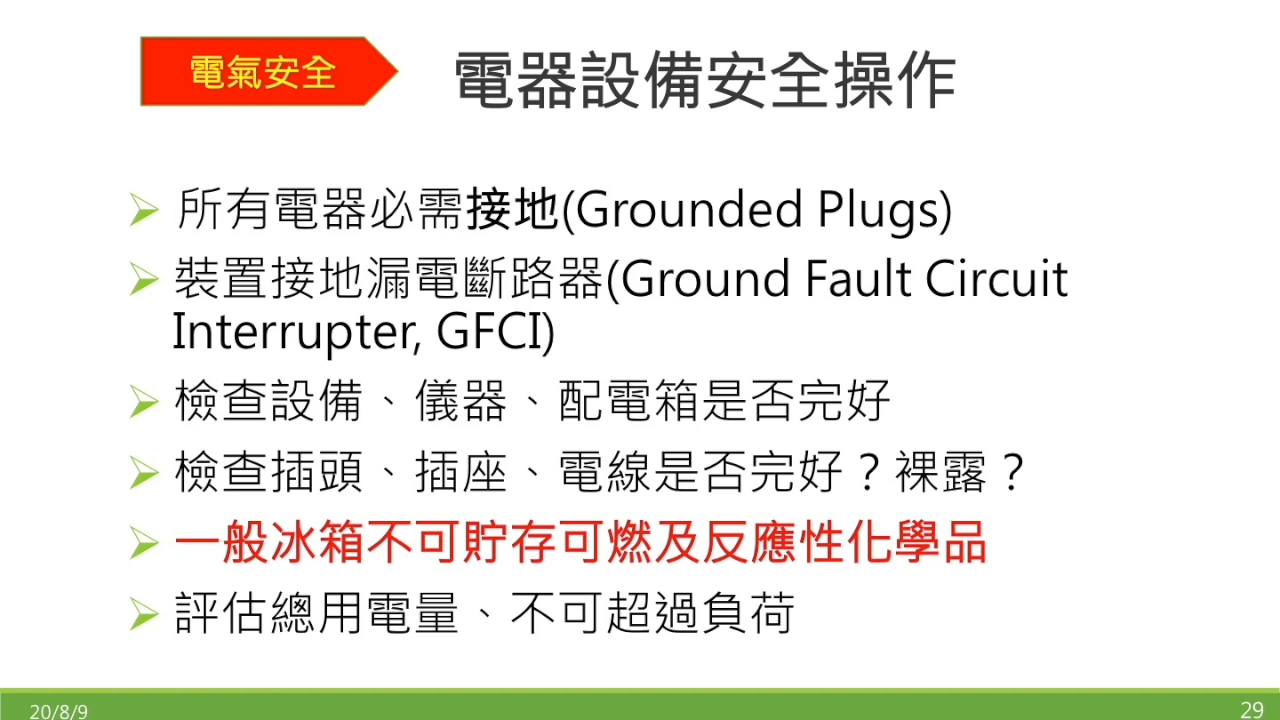 電氣安全
電器設備安全操作
所有電器必需接地(Grounded Plugs)
裝置接地漏電斷路器(Ground Fault Circuit
Interrupter, GFCI)
檢查設備、儀器、配電箱是否完好
檢查插頭、插座、電線是否完好？裸露？
一般冰箱不可貯存可燃及反應性化學品
評估總用電量、不可超過負荷
20/8/9
29